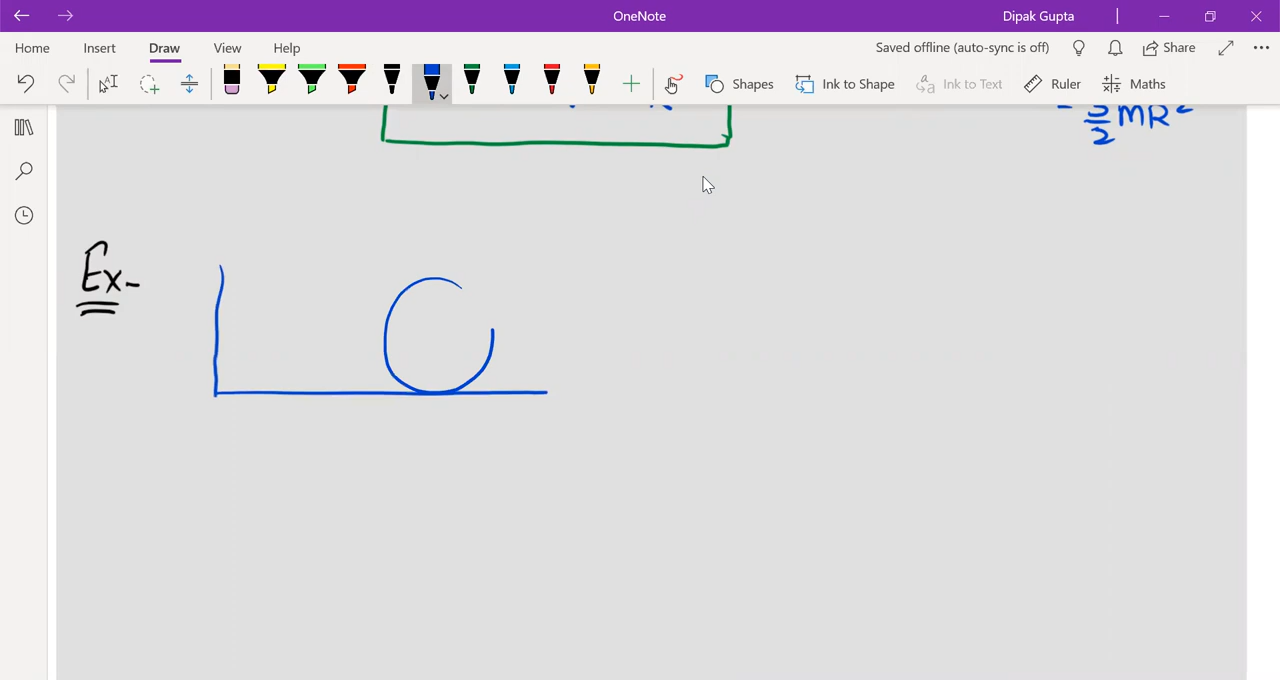 OneNote
Dipak Gupta
Home Insert Draw View Help
Saved offline (auto-sync is off) Share
Shapes Ink to Shape Ink to Text Ruler Maths
MR²
2
Ex-